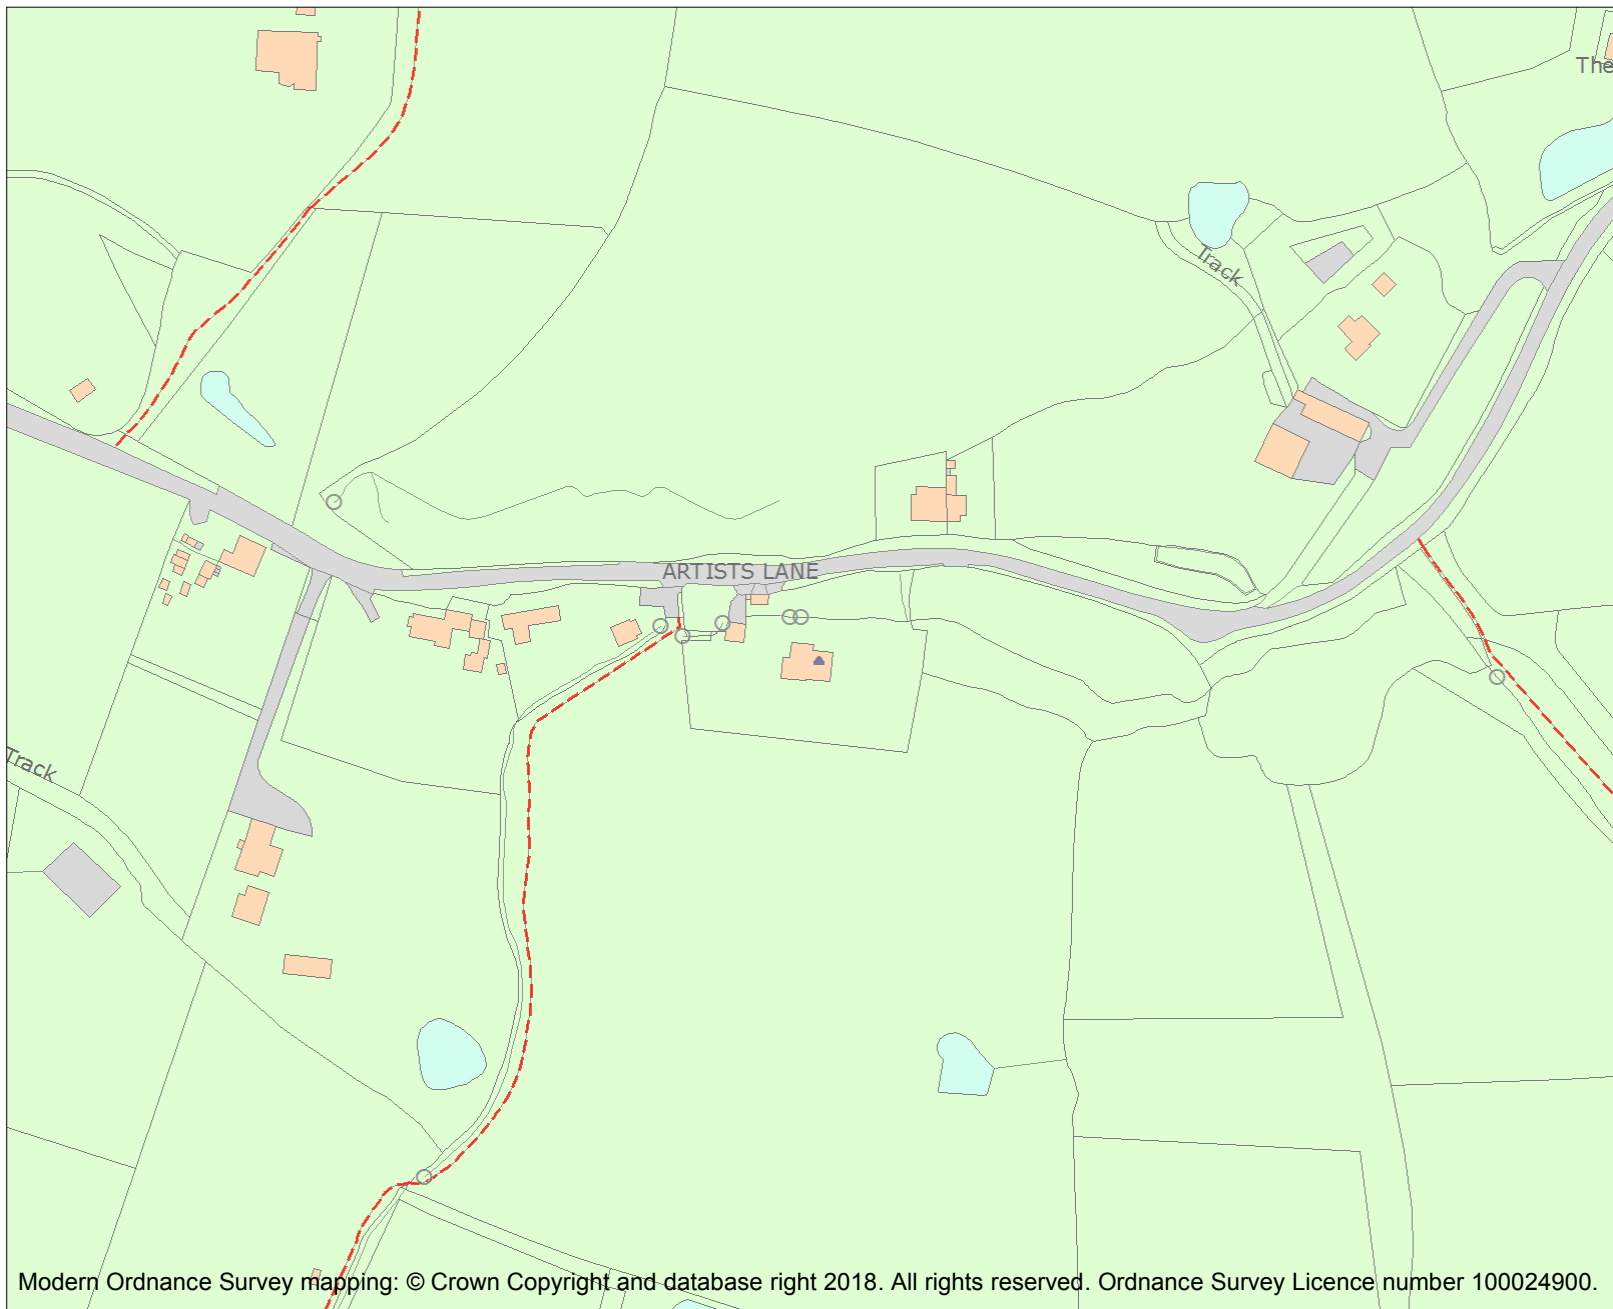 The
Track
ARTISTS LANE
Track
Modern Ordnance Survey mapping: © Crown Copyright and database right 2018. All rights reserved. Ordnance Survey Licence number 100024900.